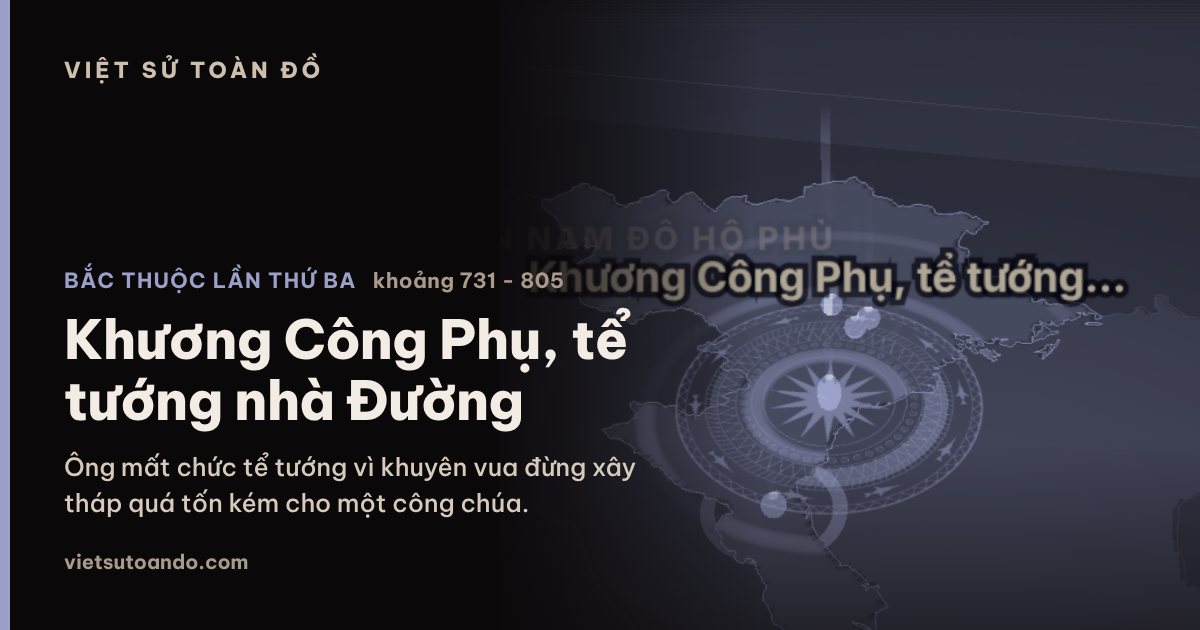 VIỆT SỬ TOÀN ĐỒ
N NAM ĐÔ HỘ PHỦ
Khương Công Phụ, tể tướng...
BẮC THUỘC LẦN THỨ BA khoảng 731 - 805
Khương Công Phụ, tể
tướng nhà Đường
Ông mất chức tể tướng vì khuyên vua đừng xây
tháp quá tốn kém cho một công chúa.
vietsutoando.com